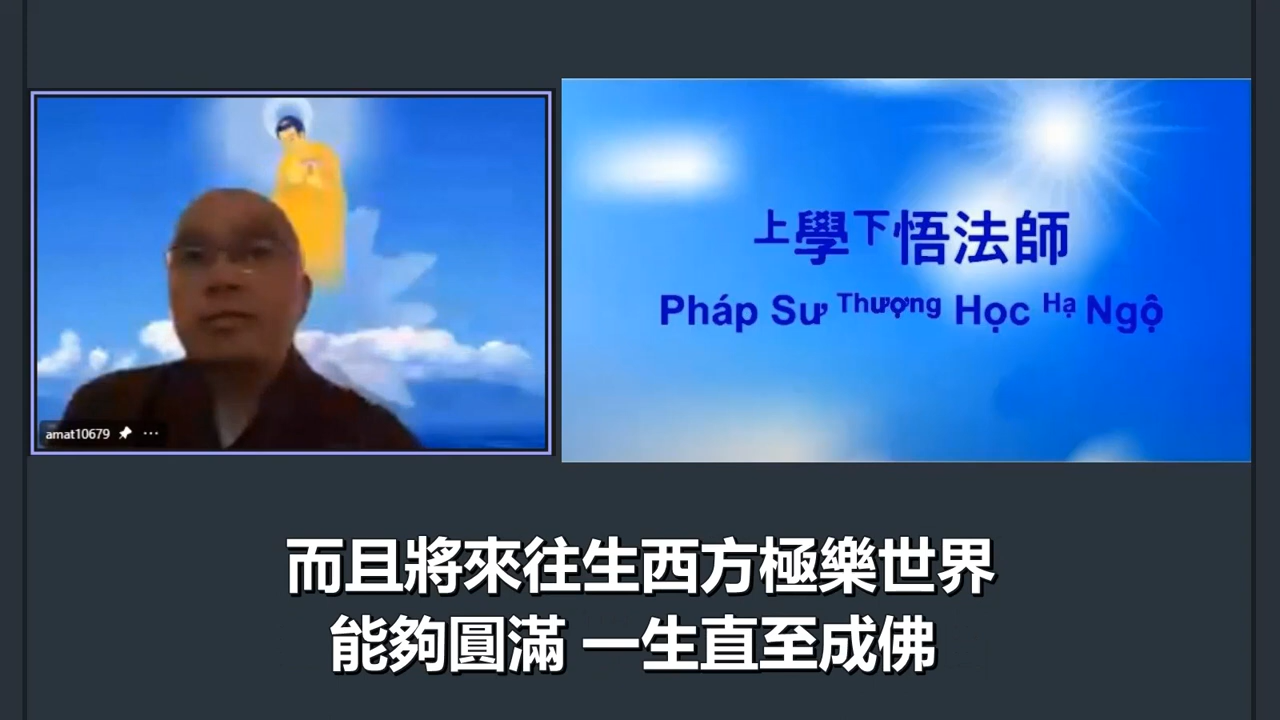 上學下悟法師
Pháp Sư Thượng Học Hạ Ngộ
amat10679
而且將來往生西方極樂世界
能夠圓滿 一生直至成佛